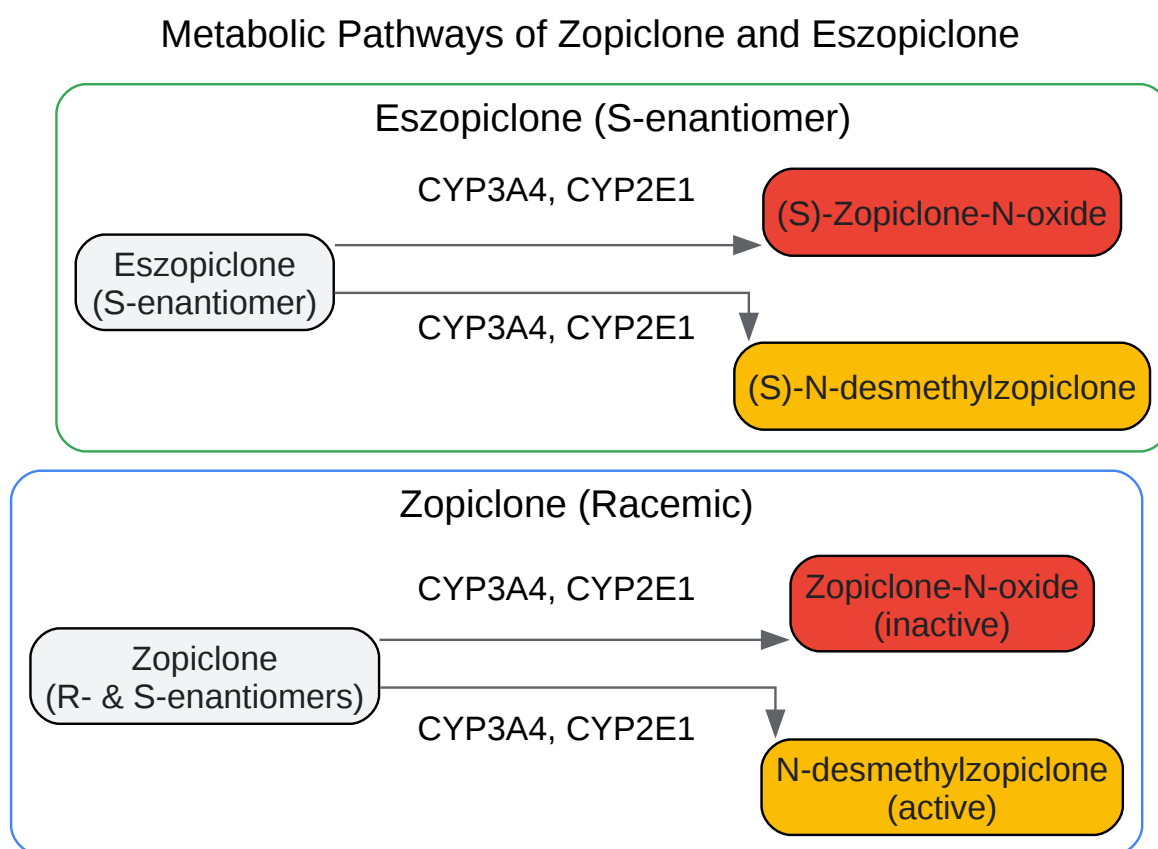 Metabolic Pathways of Zopiclone and Eszopiclone
Eszopiclone (S-enantiomer)
CYP3A4, CYP2E1
(S)-Zopiclone-N-oxide
Eszopiclone
(S-enantiomer)
CYP3A4, CYP2E1
(S)-N-desmethylzopiclone
Zopiclone (Racemic)
CYP3A4, CYP2E1
Zopiclone-N-oxide
(inactive)
Zopiclone
(R- & S-enantiomers)
CYP3A4, CYP2E1
N-desmethylzopiclone
(active)